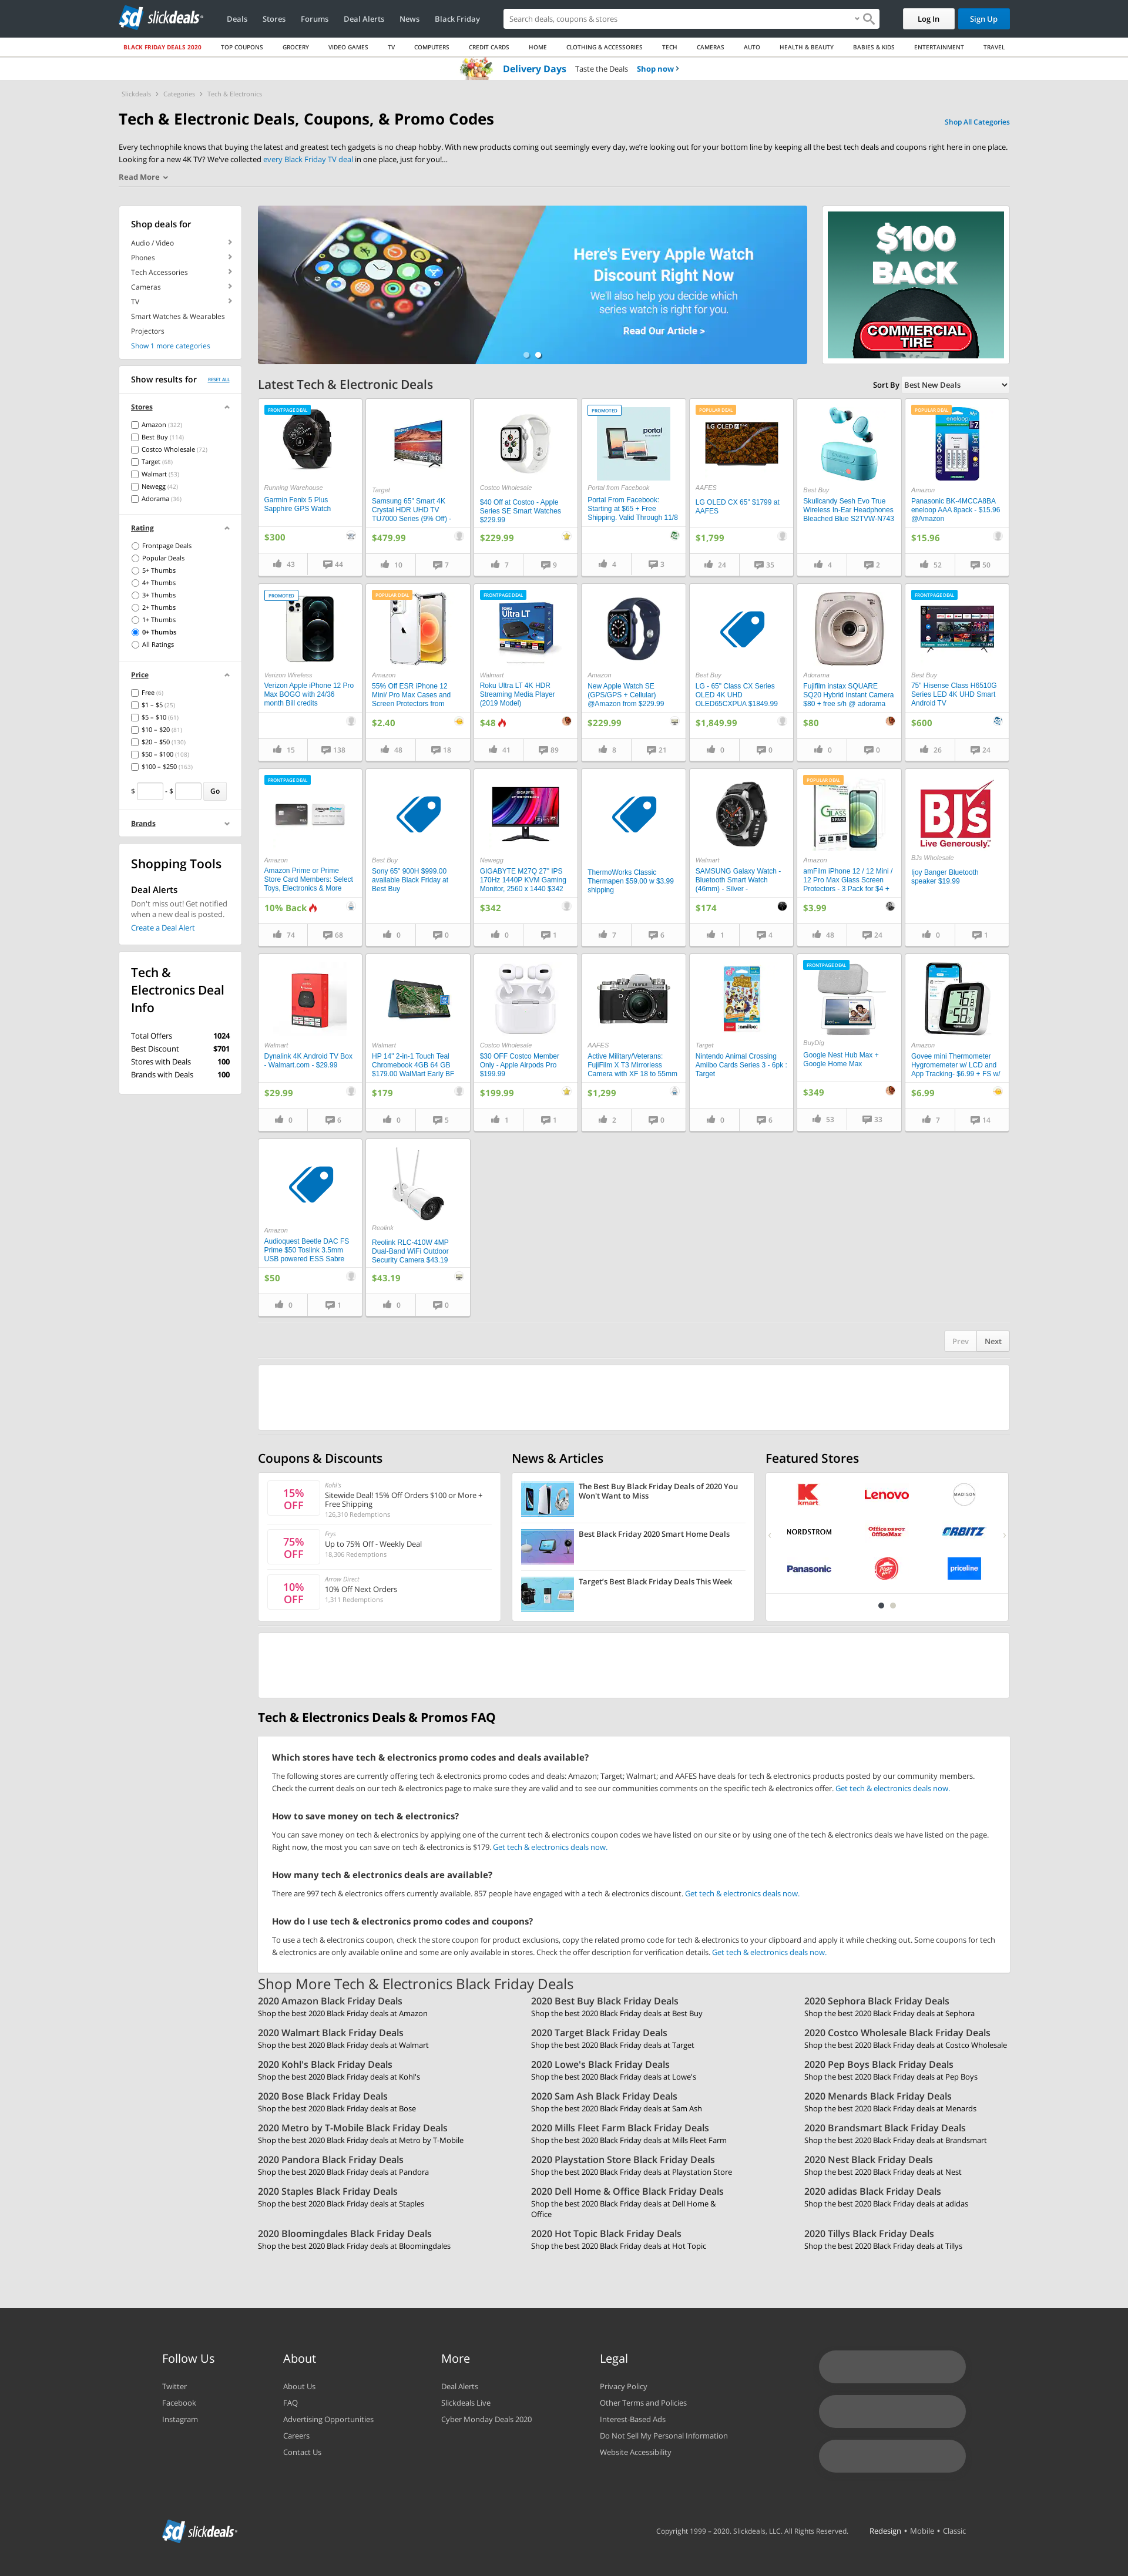 sd slickdeals
Deals Stores Forums Deal Alerts News Black Friday
Search deals, coupons & stores
Log In
Sign Up
BLACK FRIDAY DEALS 2020 TOP COUPONS GROCERY VIDEO GAMES TV COMPUTERS CREDIT CARDS HOME CLOTHING & ACCESSORIES TECH CAMERAS AUTO HEALTH & BEAUTY BABIES & KIDS ENTERTAINMENT TRAVEL
Delivery Days Taste the Deals Shop now >
Slickdeals > Categories > Tech & Electronics
Tech & Electronic Deals, Coupons, & Promo Codes
Shop All Categories
Every technophile knows that buying the latest and greatest tech gadgets is no cheap hobby. With new products coming out seemingly every day, we're looking out for your bottom line by keeping all the best tech deals and coupons right here in one place.
Looking for a new 4K TV? We've collected every Black Friday TV deal in one place, just for you!...
Read More
Shop deals for
Audio / Video
Phones
Tech Accessories
Cameras
TV
Smart Watches & Wearables
Projectors
Show 1 more categories
Show results for RESET ALL
Stores
Amazon (322)
Best Buy (114)
Costco Wholesale (72)
Target (68)
Walmart (53)
Newegg (42)
Adorama (36)
Rating
Frontpage Deals
Popular Deals
5+ Thumbs
4+ Thumbs
3+ Thumbs
2+ Thumbs
1+ Thumbs
0+ Thumbs
All Ratings
Price
Free (6)
$1 – $5 (25)
$5 – $10 (61)
$10 – $20 (81)
$20 – $50 (130)
$50 – $100 (108)
$100 – $250 (163)
$ - $ Go
Brands
Shopping Tools
Deal Alerts
Don't miss out! Get notified
when a new deal is posted.
Create a Deal Alert
Tech &
Electronics Deal
Info
Total Offers 1024
Best Discount $701
Stores with Deals 100
Brands with Deals 100
Here's Every Apple Watch
Discount Right Now
We'll also help you decide which
series watch is right for you.
Read Our Article >
$100
BACK
COMMERCIAL
TIRE
Latest Tech & Electronic Deals
Sort By Best New Deals
FRONTPAGE DEAL
Running Warehouse
Garmin Fenix 5 Plus
Sapphire GPS Watch
$300
43 44
Target
Samsung 65" Smart 4K
Crystal HDR UHD TV
TU7000 Series (9% Off) -
$479.99
10 7
Costco Wholesale
$40 Off at Costco - Apple
Series SE Smart Watches
$229.99
$229.99
7 9
PROMOTED
portal
Portal from Facebook
Portal From Facebook:
Starting at $65 + Free
Shipping. Valid Through 11/8
4 3
POPULAR DEAL
LG OLED CX
AAFES
LG OLED CX 65" $1799 at
AAFES
$1,799
24 35
Best Buy
Skullcandy Sesh Evo True
Wireless In-Ear Headphones
Bleached Blue S2TVW-N743
4 2
POPULAR DEAL
eneloop
Amazon
Panasonic BK-4MCCA8BA
eneloop AAA 8pack - $15.96
@Amazon
$15.96
52 50
PROMOTED
Verizon Wireless
Verizon Apple iPhone 12 Pro
Max BOGO with 24/36
month Bill credits
15 138
POPULAR DEAL
Amazon
55% Off ESR iPhone 12
Mini/ Pro Max Cases and
Screen Protectors from
$2.40
48 18
FRONTPAGE DEAL
Roku
Ultra LT
Walmart
Roku Ultra LT 4K HDR
Streaming Media Player
(2019 Model)
$48
41 89
Amazon
New Apple Watch SE
(GPS/GPS + Cellular)
@Amazon from $229.99
$229.99
8 21
Best Buy
LG - 65" Class CX Series
OLED 4K UHD
OLED65CXPUA $1849.99
$1,849.99
0 0
Adorama
Fujifilm instax SQUARE
SQ20 Hybrid Instant Camera
$80 + free s/h @ adorama
$80
0 0
FRONTPAGE DEAL
Best Buy
75" Hisense Class H6510G
Series LED 4K UHD Smart
Android TV
$600
26 24
FRONTPAGE DEAL
Amazon
Amazon Prime or Prime
Store Card Members: Select
Toys, Electronics & More
10% Back
74 68
Best Buy
Sony 65" 900H $999.00
available Black Friday at
Best Buy
0 0
Newegg
GIGABYTE M27Q 27" IPS
170Hz 1440P KVM Gaming
Monitor, 2560 x 1440 $342
$342
0 1
ThermoWorks Classic
Thermapen $59.00 w $3.99
shipping
7 6
Walmart
SAMSUNG Galaxy Watch -
Bluetooth Smart Watch
(46mm) - Silver -
$174
1 4
POPULAR DEAL
GLASS
Amazon
amFilm iPhone 12 / 12 Mini /
12 Pro Max Glass Screen
Protectors - 3 Pack for $4 +
$3.99
48 24
BJ's
Live Generously.
BJs Wholesale
Ijoy Banger Bluetooth
speaker $19.99
0 1
Walmart
Dynalink 4K Android TV Box
- Walmart.com - $29.99
$29.99
0 6
Walmart
HP 14" 2-in-1 Touch Teal
Chromebook 4GB 64 GB
$179.00 WalMart Early BF
$179
0 5
Costco Wholesale
$30 OFF Costco Member
Only - Apple Airpods Pro
$199.99
$199.99
1 1
AAFES
Active Military/Veterans:
FujiFilm X T3 Mirrorless
Camera with XF 18 to 55mm
$1,299
2 0
Target
Nintendo Animal Crossing
Amiibo Cards Series 3 - 6pk :
Target
0 6
FRONTPAGE DEAL
BuyDig
Google Nest Hub Max +
Google Home Max
$349
53 33
Amazon
Govee mini Thermometer
Hygromemeter w/ LCD and
App Tracking- $6.99 + FS w/
$6.99
7 14
Amazon
Audioquest Beetle DAC FS
Prime $50 Toslink 3.5mm
USB powered ESS Sabre
$50
0 1
Reolink
Reolink RLC-410W 4MP
Dual-Band WiFi Outdoor
Security Camera $43.19
$43.19
0 0
Prev Next
Coupons & Discounts
15%
OFF
Kohl's
Sitewide Deal! 15% Off Orders $100 or More +
Free Shipping
126,310 Redemptions
75%
OFF
Frys
Up to 75% Off - Weekly Deal
18,306 Redemptions
10%
OFF
Arrow Direct
10% Off Next Orders
1,311 Redemptions
News & Articles
The Best Buy Black Friday Deals of 2020 You
Won't Want to Miss
Best Black Friday 2020 Smart Home Deals
Target's Best Black Friday Deals This Week
Featured Stores
kmart Lenovo MADISON
NORDSTROM Office DEPOT OfficeMax ORBITZ
Panasonic Pizza Hut priceline
Tech & Electronics Deals & Promos FAQ
Which stores have tech & electronics promo codes and deals available?
The following stores are currently offering tech & electronics promo codes and deals: Amazon; Target; Walmart; and AAFES have deals for tech & electronics products posted by our community members.
Check the current deals on our tech & electronics page to make sure they are valid and to see our communities comments on the specific tech & electronics offer. Get tech & electronics deals now.
How to save money on tech & electronics?
You can save money on tech & electronics by applying one of the current tech & electronics coupon codes we have listed on our site or by using one of the tech & electronics deals we have listed on the page.
Right now, the most you can save on tech & electronics is $179. Get tech & electronics deals now.
How many tech & electronics deals are available?
There are 997 tech & electronics offers currently available. 857 people have engaged with a tech & electronics discount. Get tech & electronics deals now.
How do I use tech & electronics promo codes and coupons?
To use a tech & electronics coupon, check the store coupon for product exclusions, copy the related promo code for tech & electronics to your clipboard and apply it while checking out. Some coupons for tech
& electronics are only available online and some are only available in stores. Check the offer description for verification details. Get tech & electronics deals now.
Shop More Tech & Electronics Black Friday Deals
2020 Amazon Black Friday Deals
Shop the best 2020 Black Friday deals at Amazon
2020 Best Buy Black Friday Deals
Shop the best 2020 Black Friday deals at Best Buy
2020 Sephora Black Friday Deals
Shop the best 2020 Black Friday deals at Sephora
2020 Walmart Black Friday Deals
Shop the best 2020 Black Friday deals at Walmart
2020 Target Black Friday Deals
Shop the best 2020 Black Friday deals at Target
2020 Costco Wholesale Black Friday Deals
Shop the best 2020 Black Friday deals at Costco Wholesale
2020 Kohl's Black Friday Deals
Shop the best 2020 Black Friday deals at Kohl's
2020 Lowe's Black Friday Deals
Shop the best 2020 Black Friday deals at Lowe's
2020 Pep Boys Black Friday Deals
Shop the best 2020 Black Friday deals at Pep Boys
2020 Bose Black Friday Deals
Shop the best 2020 Black Friday deals at Bose
2020 Sam Ash Black Friday Deals
Shop the best 2020 Black Friday deals at Sam Ash
2020 Menards Black Friday Deals
Shop the best 2020 Black Friday deals at Menards
2020 Metro by T-Mobile Black Friday Deals
Shop the best 2020 Black Friday deals at Metro by T-Mobile
2020 Mills Fleet Farm Black Friday Deals
Shop the best 2020 Black Friday deals at Mills Fleet Farm
2020 Brandsmart Black Friday Deals
Shop the best 2020 Black Friday deals at Brandsmart
2020 Pandora Black Friday Deals
Shop the best 2020 Black Friday deals at Pandora
2020 Playstation Store Black Friday Deals
Shop the best 2020 Black Friday deals at Playstation Store
2020 Nest Black Friday Deals
Shop the best 2020 Black Friday deals at Nest
2020 Staples Black Friday Deals
Shop the best 2020 Black Friday deals at Staples
2020 Dell Home & Office Black Friday Deals
Shop the best 2020 Black Friday deals at Dell Home &
Office
2020 adidas Black Friday Deals
Shop the best 2020 Black Friday deals at adidas
2020 Bloomingdales Black Friday Deals
Shop the best 2020 Black Friday deals at Bloomingdales
2020 Hot Topic Black Friday Deals
Shop the best 2020 Black Friday deals at Hot Topic
2020 Tillys Black Friday Deals
Shop the best 2020 Black Friday deals at Tillys
Follow Us
Twitter
Facebook
Instagram
About
About Us
FAQ
Advertising Opportunities
Careers
Contact Us
More
Deal Alerts
Slickdeals Live
Cyber Monday Deals 2020
Legal
Privacy Policy
Other Terms and Policies
Interest-Based Ads
Do Not Sell My Personal Information
Website Accessibility
sd slickdeals
Copyright 1999 – 2020. Slickdeals, LLC. All Rights Reserved. Redesign • Mobile • Classic